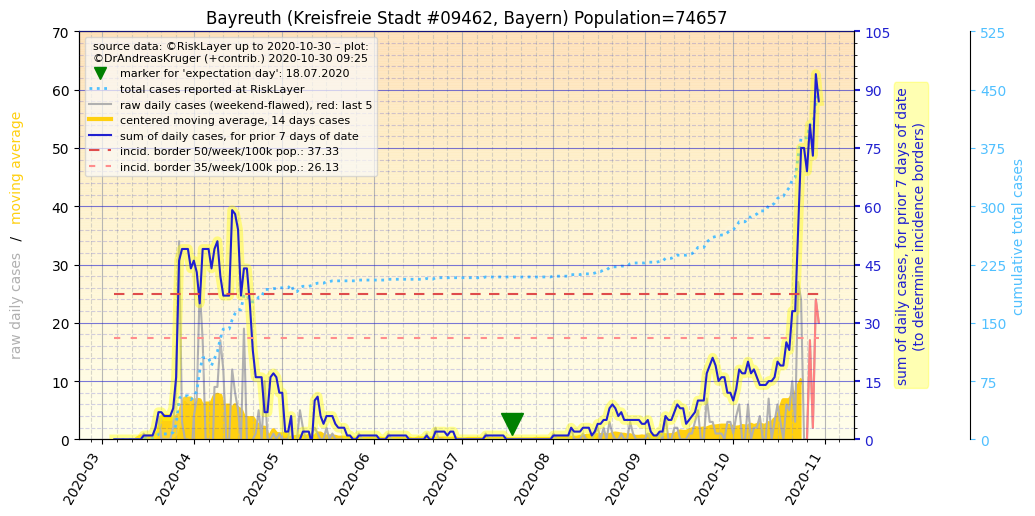 Bayreuth (Kreisfreie Stadt #09462, Bayern) Population=74657
source data: ©RiskLayer up to 2020-10-30 – plot:
©DrAndreasKruger (+contrib.) 2020-10-30 09:25
marker for 'expectation day': 18.07.2020
total cases reported at RiskLayer
raw daily cases (weekend-flawed), red: last 5
centered moving average, 14 days cases
sum of daily cases, for prior 7 days of date
incid. border 50/week/100k pop.: 37.33
incid. border 35/week/100k pop.: 26.13
raw daily cases / moving average
70
60
50
40
30
20
10
0
105
90
75
60
45
30
15
0
sum of daily cases, for prior 7 days of date
(to determine incidence borders)
525
450
375
300
225
150
75
0
cumulative total cases
2020-03
2020-04
2020-05
2020-06
2020-07
2020-08
2020-09
2020-10
2020-11